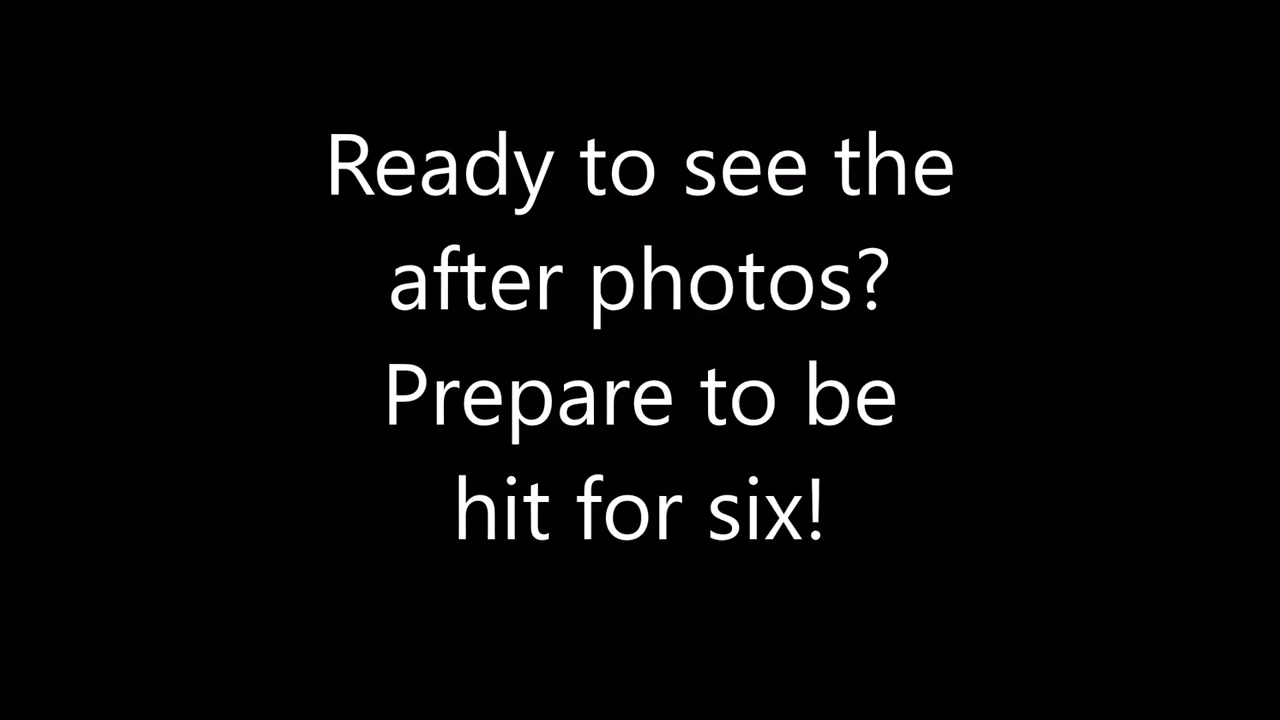 Ready to see the
after photos?
Prepare to be
hit for six!